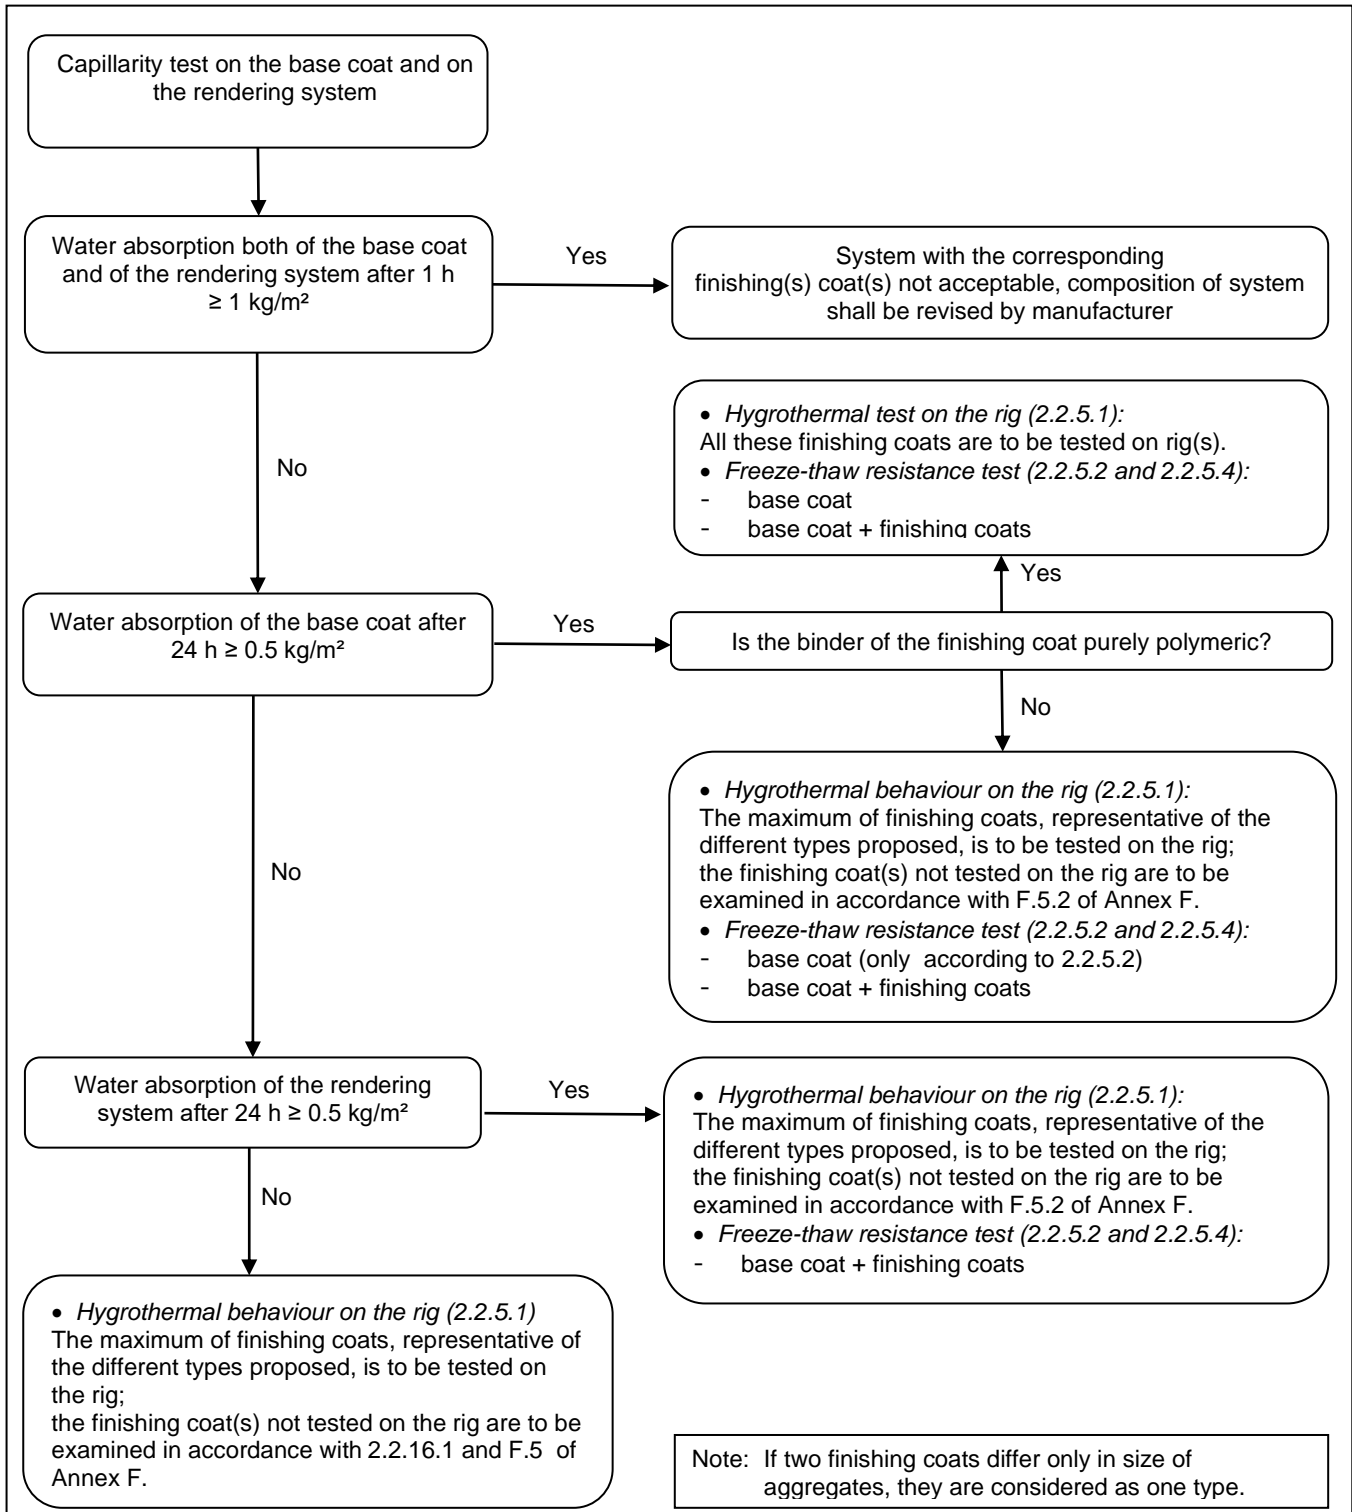 Capillarity test on the base coat and on
the rendering system
Water absorption both of the base coat
and of the rendering system after 1 h
≥ 1 kg/m²
Yes
System with the corresponding
finishing(s) coat(s) not acceptable, composition of system
shall be revised by manufacturer
No
• Hygrothermal test on the rig (2.2.5.1):
All these finishing coats are to be tested on rig(s).
• Freeze-thaw resistance test (2.2.5.2 and 2.2.5.4):
- base coat
- base coat + finishing coats
Yes
Water absorption of the base coat after
24 h ≥ 0.5 kg/m²
Yes
Is the binder of the finishing coat purely polymeric?
No
• Hygrothermal behaviour on the rig (2.2.5.1):
The maximum of finishing coats, representative of the
different types proposed, is to be tested on the rig;
the finishing coat(s) not tested on the rig are to be
examined in accordance with F.5.2 of Annex F.
• Freeze-thaw resistance test (2.2.5.2 and 2.2.5.4):
- base coat (only according to 2.2.5.2)
- base coat + finishing coats
No
Water absorption of the rendering
system after 24 h ≥ 0.5 kg/m²
Yes
• Hygrothermal behaviour on the rig (2.2.5.1):
The maximum of finishing coats, representative of the
different types proposed, is to be tested on the rig;
the finishing coat(s) not tested on the rig are to be
examined in accordance with F.5.2 of Annex F.
• Freeze-thaw resistance test (2.2.5.2 and 2.2.5.4):
- base coat + finishing coats
No
• Hygrothermal behaviour on the rig (2.2.5.1)
The maximum of finishing coats, representative of
the different types proposed, is to be tested on
the rig;
the finishing coat(s) not tested on the rig are to be
examined in accordance with 2.2.16.1 and F.5 of
Annex F.
Note: If two finishing coats differ only in size of
aggregates, they are considered as one type.